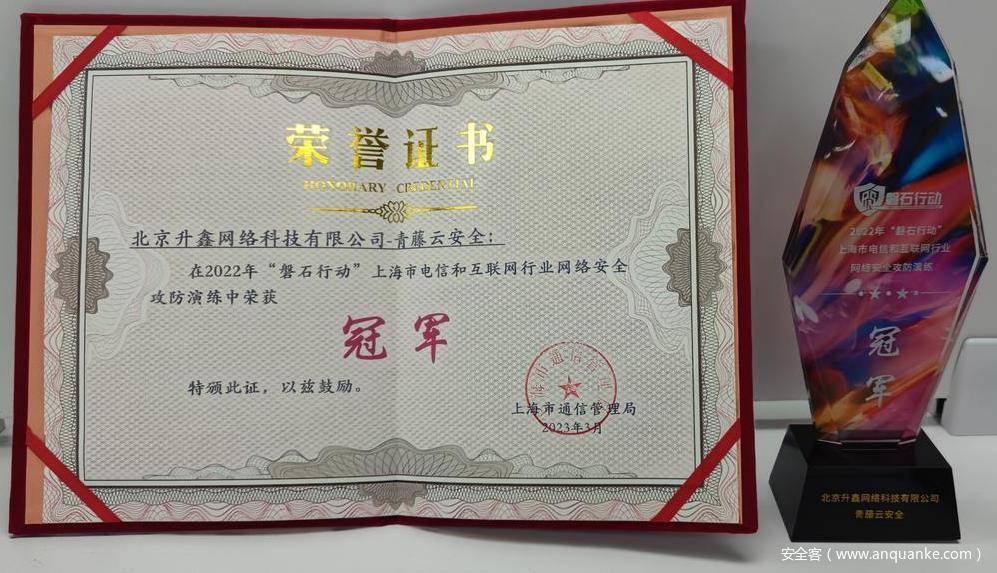 荣誉证书
HONORARY CREDENTIAL
北京升鑫网络科技有限公司-青藤云安全：
在2022年“磐石行动”上海市电信和互联网行业网络安全
攻防演练中荣获
冠军
特颁此证，以兹鼓励。
上海市通信管理局
2023年3月
磐石行动
2022年“磐石行动”
上海市电信和互联网行业
网络安全攻防演练
冠
军
北京升鑫网络科技有限公司
青藤云安全
安全客（www.anquanke.com）